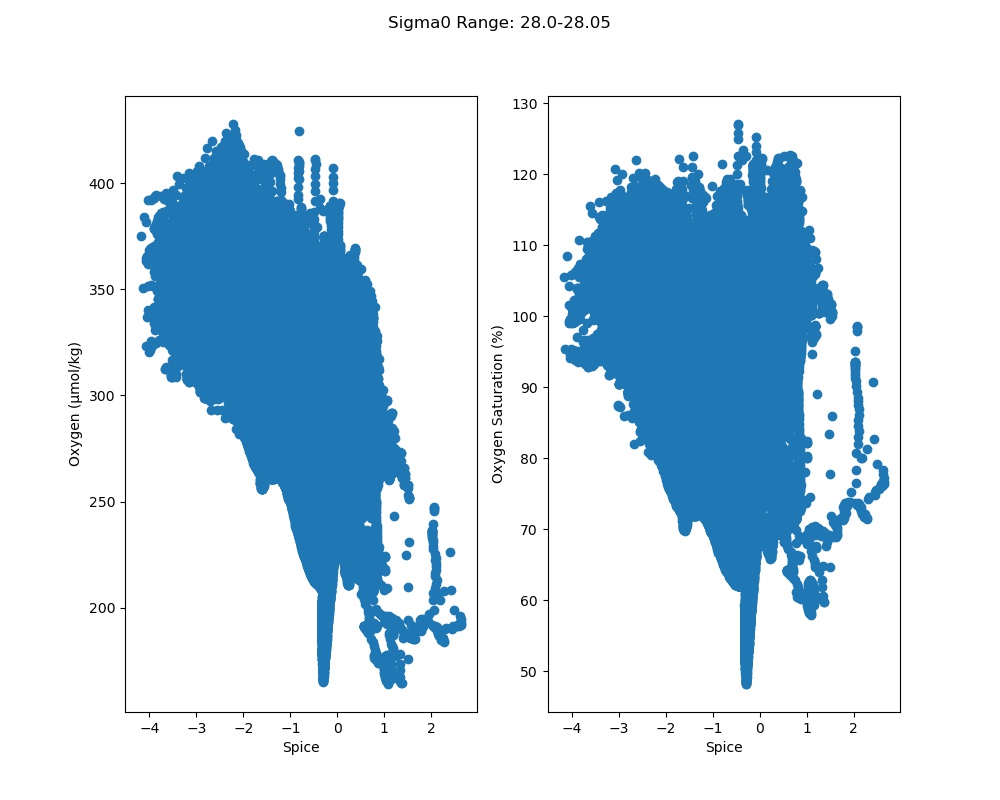 Sigma0 Range: 28.0-28.05
Oxygen (μmol/kg)
400
350
300
250
200
−4 −3 −2 −1 0 1 2
Spice
Oxygen Saturation (%)
130
120
110
100
90
80
70
60
50
−4 −3 −2 −1 0 1 2
Spice